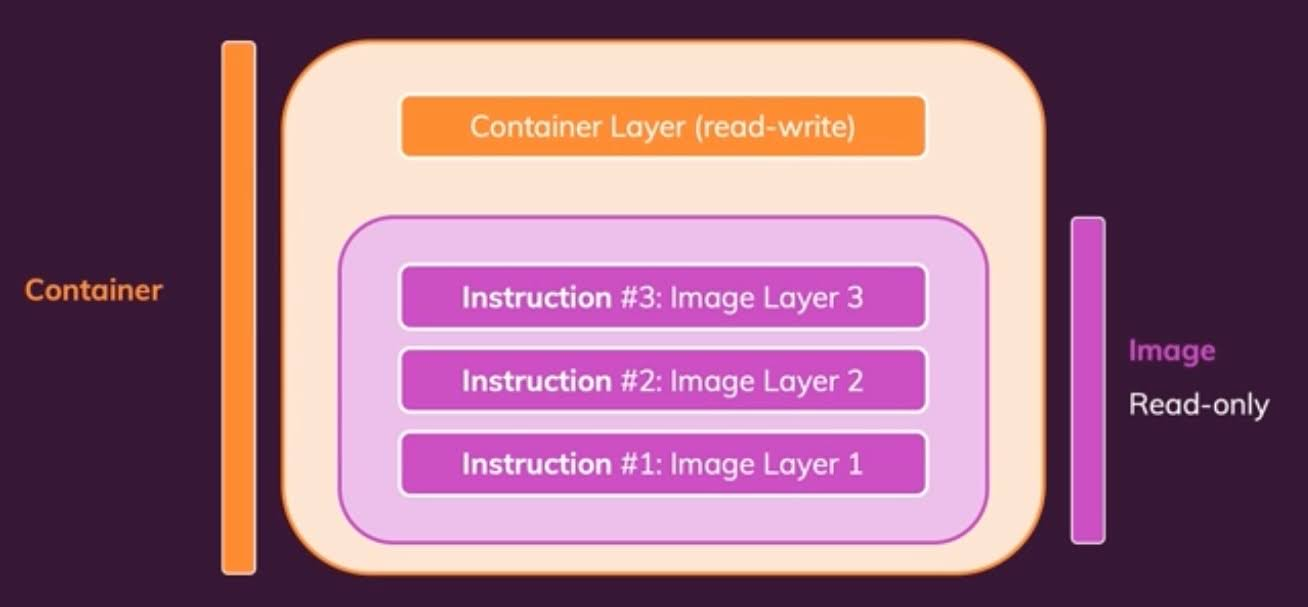 Container Layer (read-write)
Container
Instruction #3: Image Layer 3
Instruction #2: Image Layer 2
Instruction #1: Image Layer 1
Image
Read-only